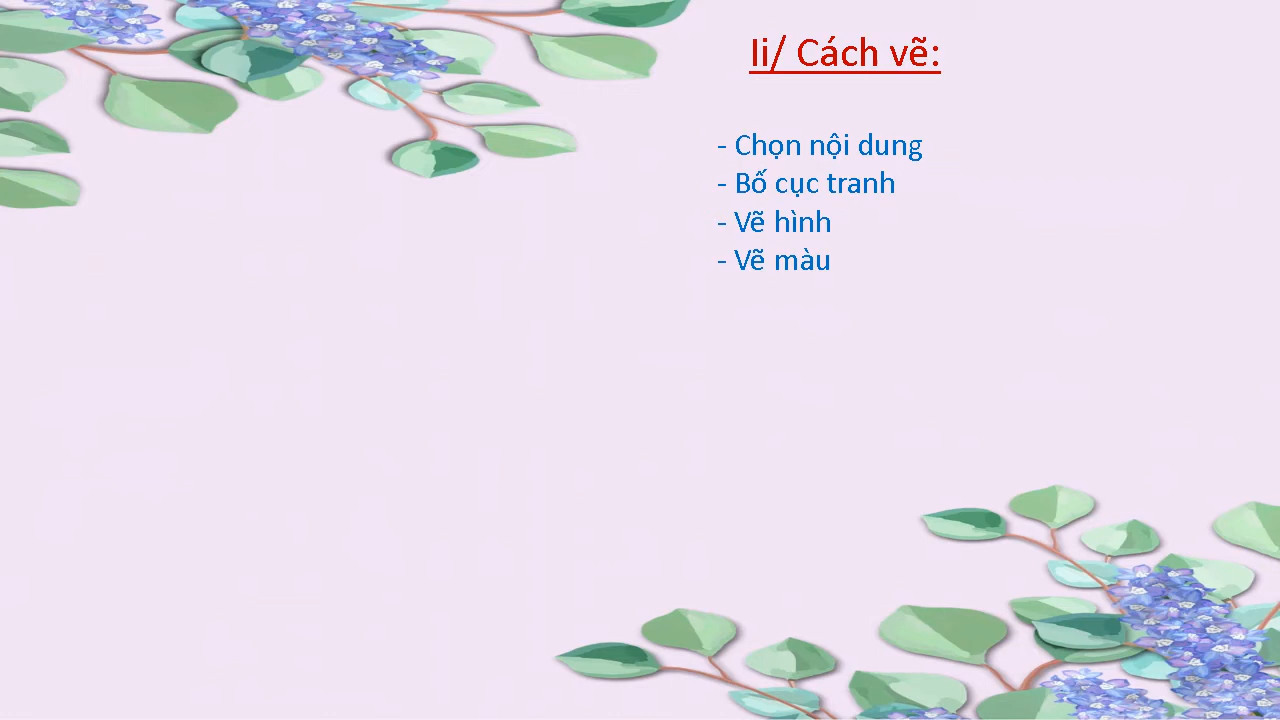 Ii/ Cách vẽ:
- Chọn nội dung
- Bố cục tranh
- Vẽ hình
- Vẽ màu